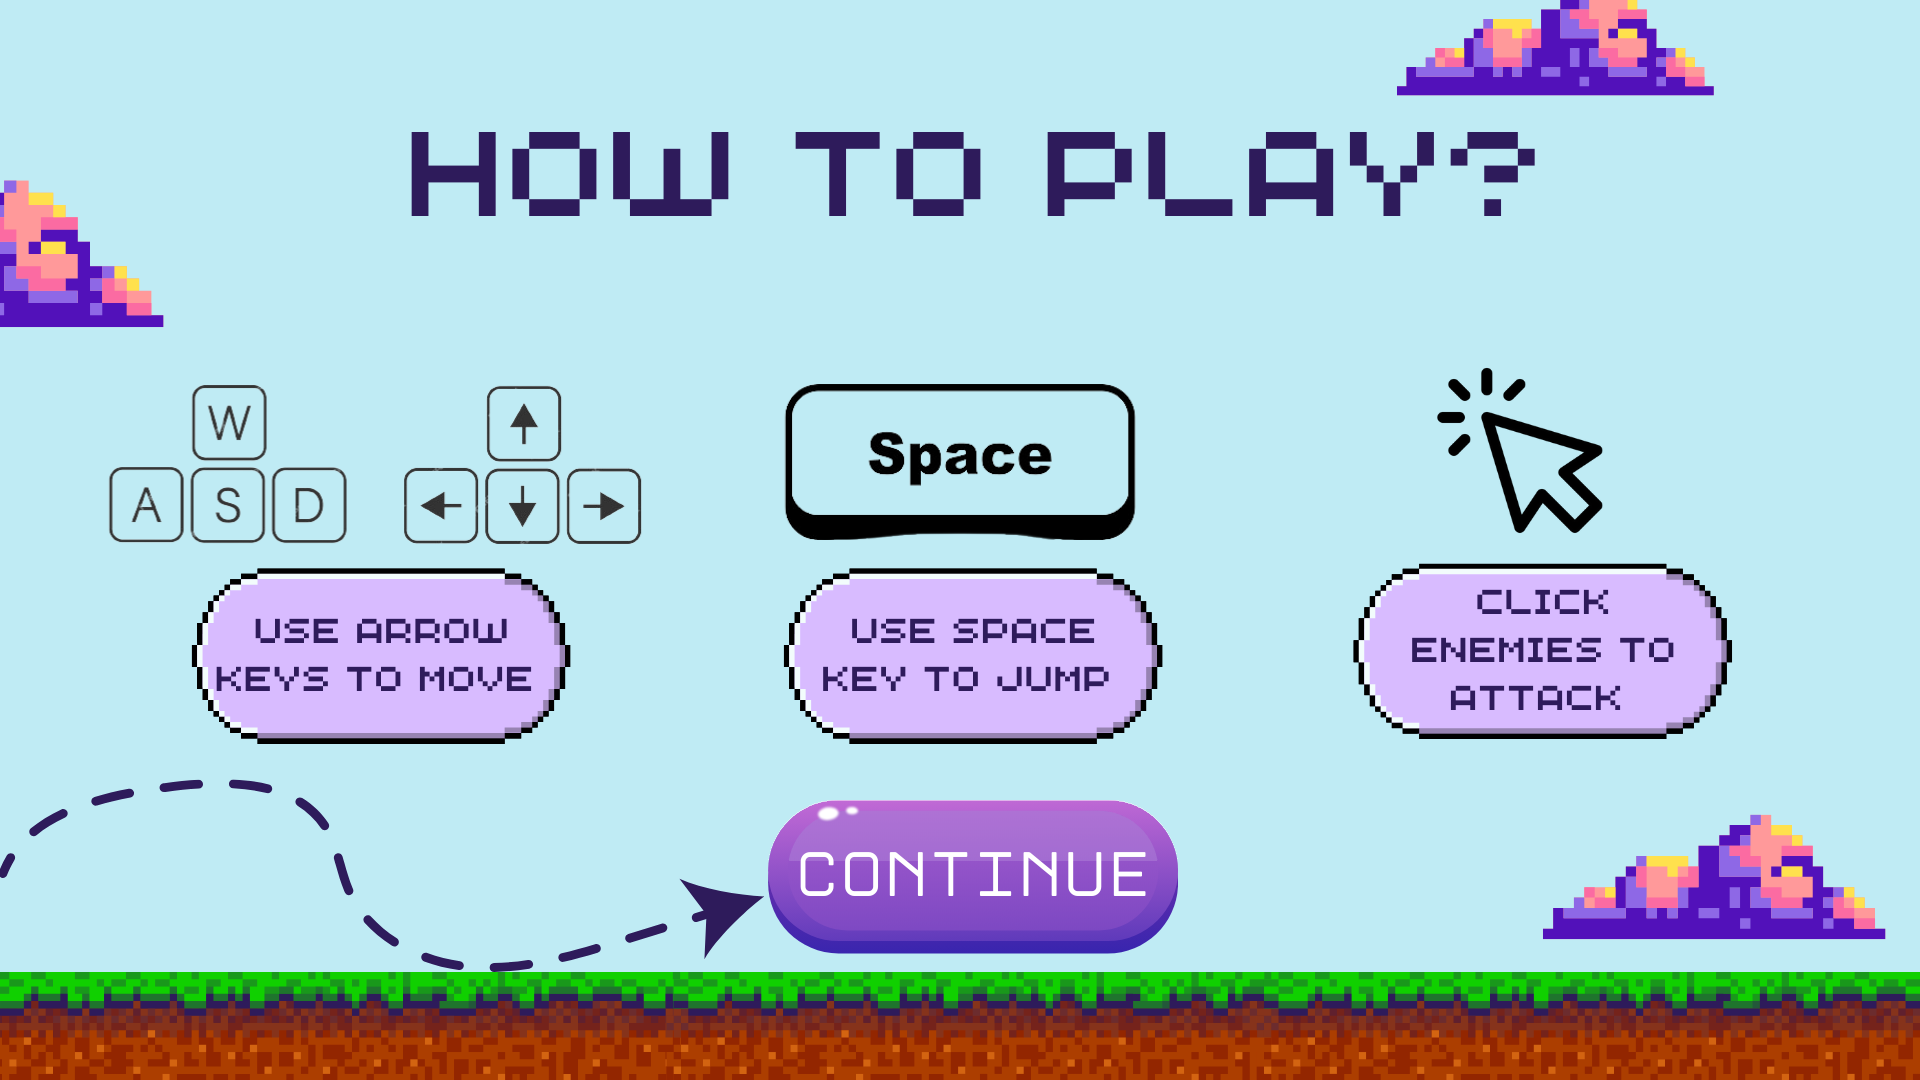 HOW TO PLAY?
W
A S D
Space
USE ARROW
KEYS TO MOVE
USE SPACE
KEY TO JUMP
CLICK
ENEMIES TO
ATTACK
CONTINUE